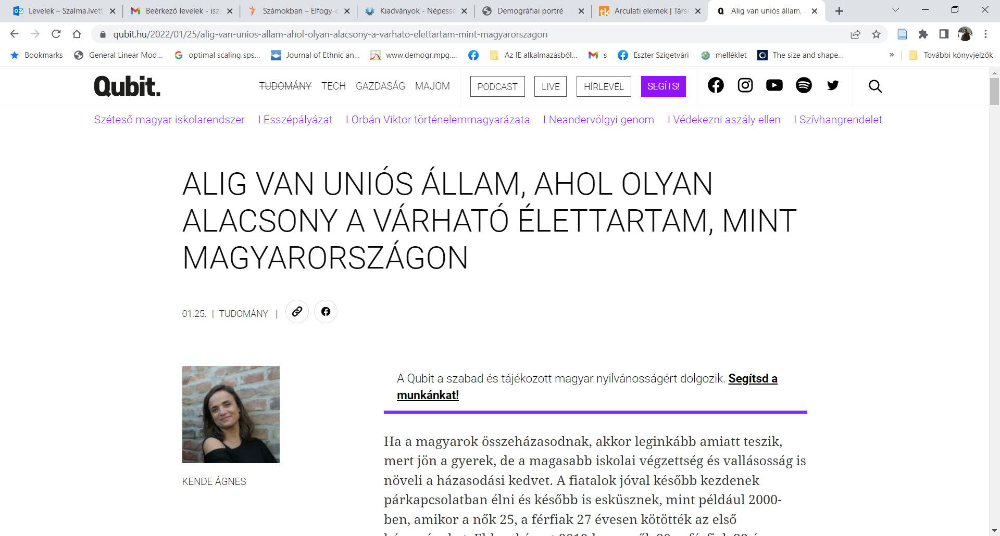 Levelek – Szalma.Ivett
Beérkező levelek - isza
Számokban – Elfogy-e
Kiadványok - Népessé
Demográfiai portré
Arculati elemek | Társa
Alig van uniós állam, a
qubit.hu/2022/01/25/alig-van-unios-allam-ahol-olyan-alacsony-a-varhato-elettartam-mint-magyarorszagon
Bookmarks
General Linear Mod...
optimal scaling sps...
Journal of Ethnic an...
www.demogr.mpg....
Az IE alkalmazásból...
s
Eszter Szigetvári
melléklet
The size and shape...
»
További könyvjelzők
Qubit.
TUDOMÁNY
TECH
GAZDASÁG
MAJOM
PODCAST
LIVE
HÍRLEVÉL
SEGÍTS!
Széteső magyar iskolarendszer
| Esszépályázat
| Orbán Viktor történelemmagyarázata
| Neandervölgyi genom
| Védekezni aszály ellen
| Szívhangrendelet
ALIG VAN UNIÓS ÁLLAM, AHOL OLYAN
ALACSONY A VÁRHATÓ ÉLETTARTAM, MINT
MAGYARORSZÁGON
01.25. | TUDOMÁNY |
KENDE ÁGNES
A Qubit a szabad és tájékozott magyar nyilvánosságért dolgozik. Segítsd a
munkánkat!
Ha a magyarok összeházasodnak, akkor leginkább amiatt teszik,
mert jön a gyerek, de a magasabb iskolai végzettség és vallásosság is
növeli a házasodási kedvet. A fiatalok jóval később kezdenek
párkapcsolatban élni és később is esküsznek, mint például 2000-
ben, amikor a nők 25, a férfiak 27 évesen kötötték az első